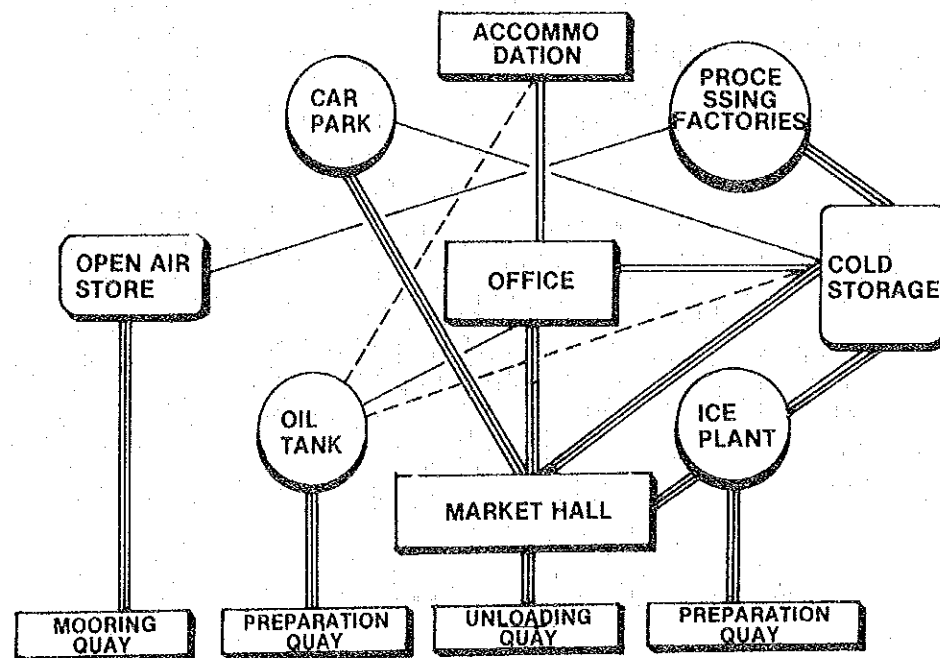 ACCOMMO
DATION
CAR
PARK
PROCE
SSING
FACTORIES
OPEN AIR
STORE
OFFICE
COLD
STORAGE
OIL
TANK
ICE
PLANT
MARKET HALL
MOORING
QUAY
PREPARATION
QUAY
UNLOADING
QUAY
PREPARATION
QUAY